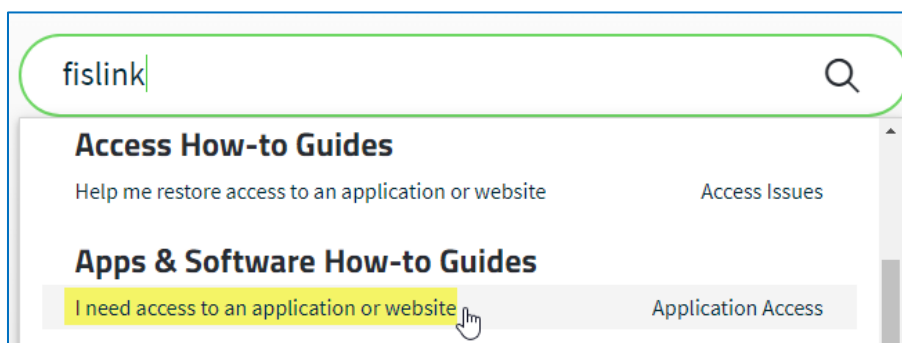 fislink
Access How-to Guides
Help me restore access to an application or website Access Issues
Apps & Software How-to Guides
I need access to an application or website Application Access